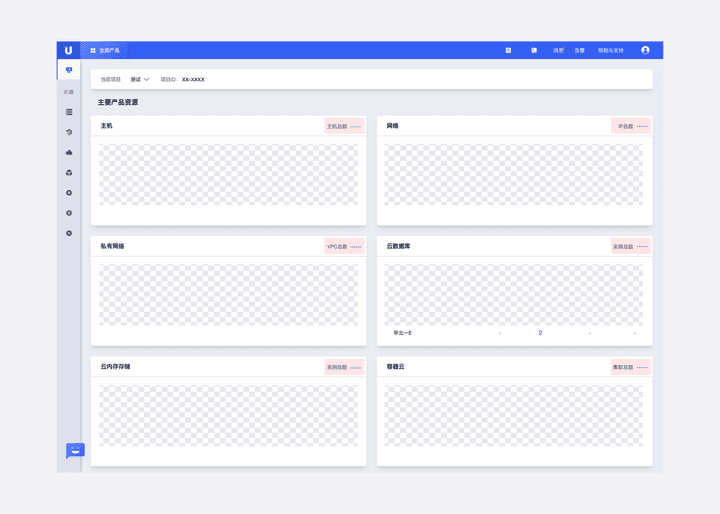 U 全部产品 消息 告警 帮助与支持
当前项目 测试 项目ID: XX-XXXX
收藏
主要产品资源
主机 主机总数 ······
网络 IP总数 ······
私有网络 VPC总数 ······
云数据库 实例总数 ······
华北一E - 2 - -
云内存存储 实例总数 ······
容器云 集群总数 ······